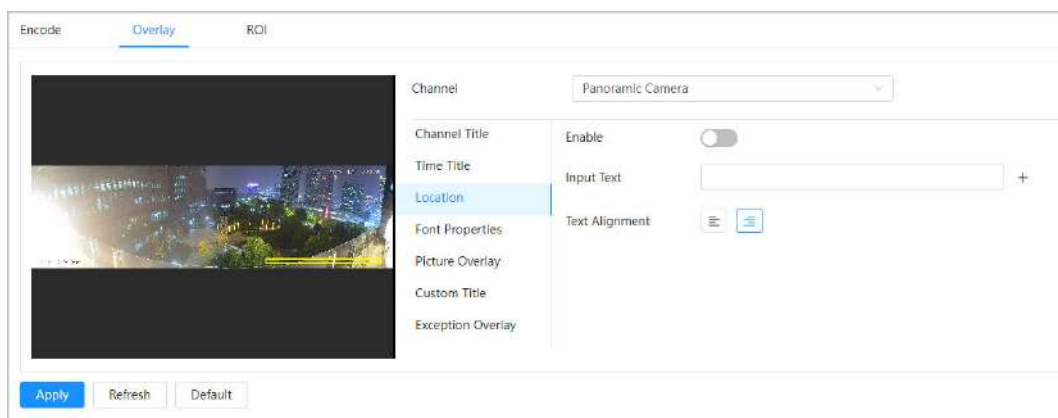 Encode Overlay ROI
Channel Panoramic Camera
Channel Title
Time Title
Location
Font Properties
Picture Overlay
Custom Title
Exception Overlay
Enable
Input Text +
Text Alignment
Apply Refresh Default